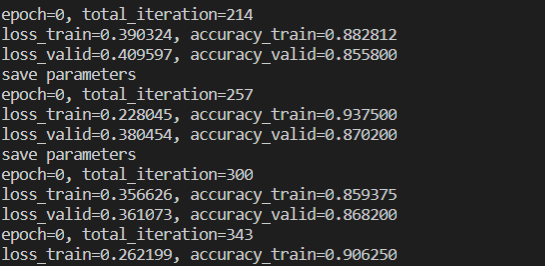 epoch=0, total_iteration=214
loss_train=0.390324, accuracy_train=0.882812
loss_valid=0.409597, accuracy_valid=0.855800
save parameters
epoch=0, total_iteration=257
loss_train=0.228045, accuracy_train=0.937500
loss_valid=0.380454, accuracy_valid=0.870200
save parameters
epoch=0, total_iteration=300
loss_train=0.356626, accuracy_train=0.859375
loss_valid=0.361073, accuracy_valid=0.868200
epoch=0, total_iteration=343
loss_train=0.262199, accuracy_train=0.906250